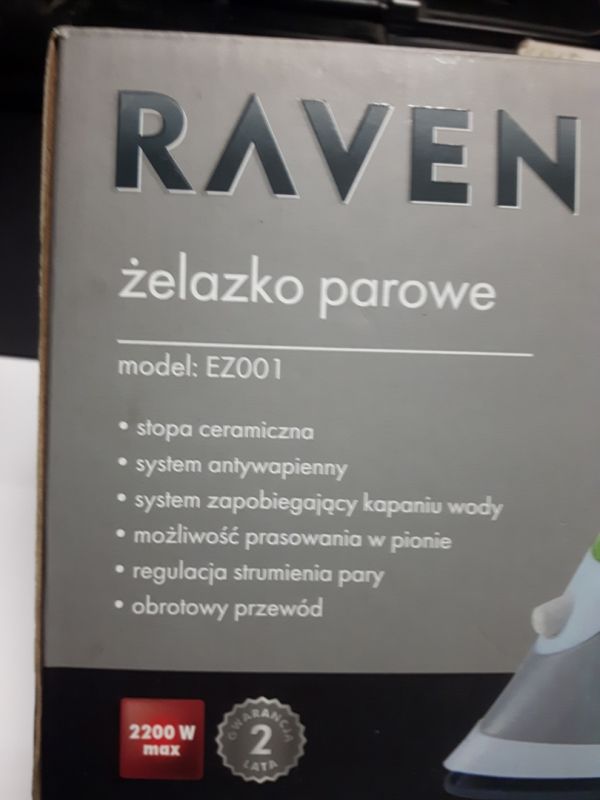 RAVEN
żelazko parowe
model: EZ001
• stopa ceramiczna
• system antywapienny
• system zapobiegający kapaniu wody
• możliwość prasowania w pionie
• regulacja strumienia pary
• obrotowy przewód
2200 W
max
GWARANCJA
2
LATA